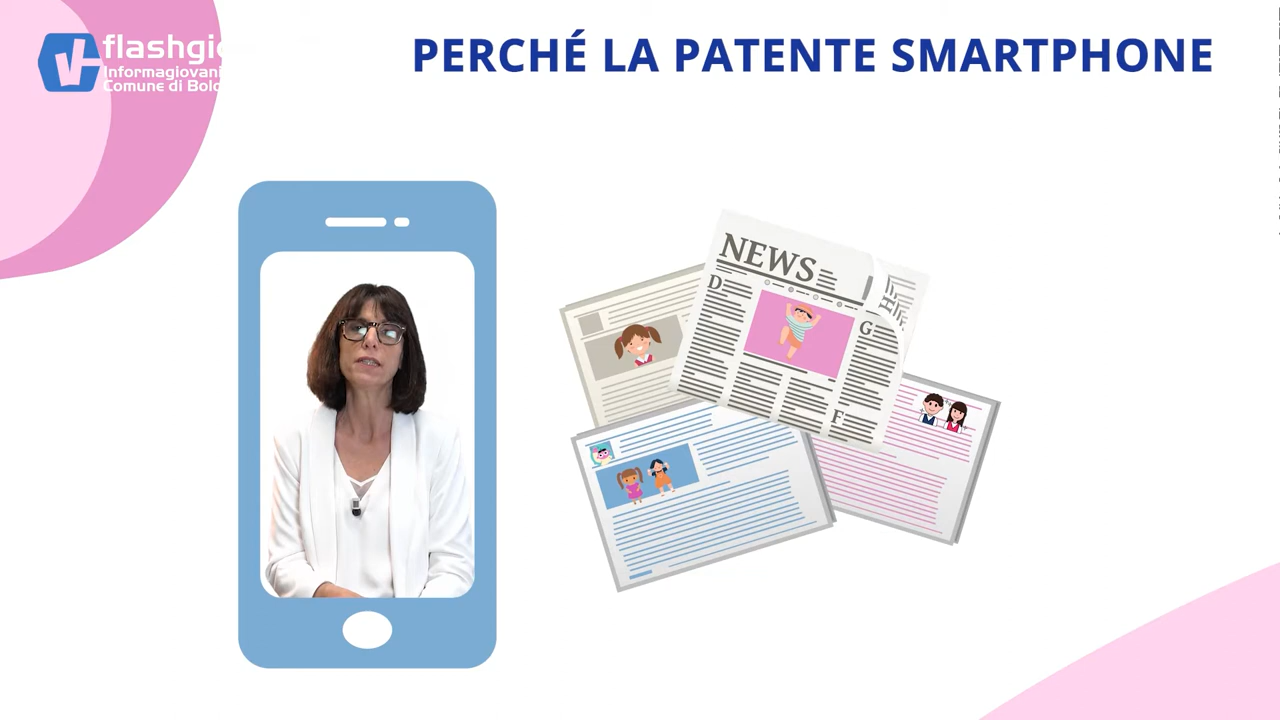 flashgio
Informagiovani
Comune di Bolo
PERCHÉ LA PATENTE SMARTPHONE
NEWS
D
G
H
F